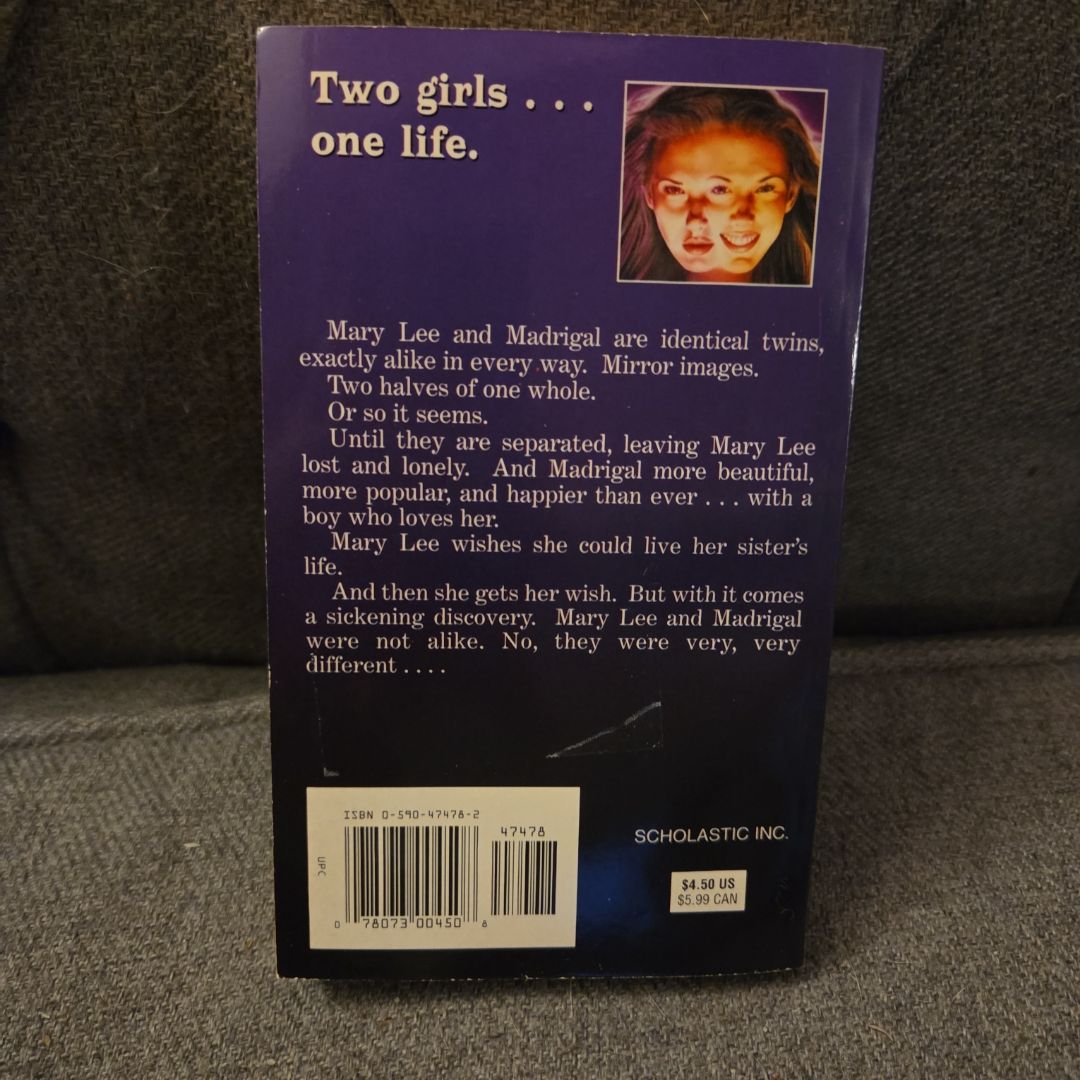 Two girls . . .
one life.
Mary Lee and Madrigal are identical twins,
exactly alike in every way. Mirror images.
Two halves of one whole.
Or so it seems.
Until they are separated, leaving Mary Lee
lost and lonely. And Madrigal more beautiful,
more popular, and happier than ever . . . with a
boy who loves her.
Mary Lee wishes she could live her sister's
life.
And then she gets her wish. But with it comes
a sickening discovery. Mary Lee and Madrigal
were not alike. No, they were very, very
different . . . .
ISBN 0-590-47478-2
47478
UPC
0 78073 00450 8
SCHOLASTIC INC.
$4.50 US
$5.99 CAN